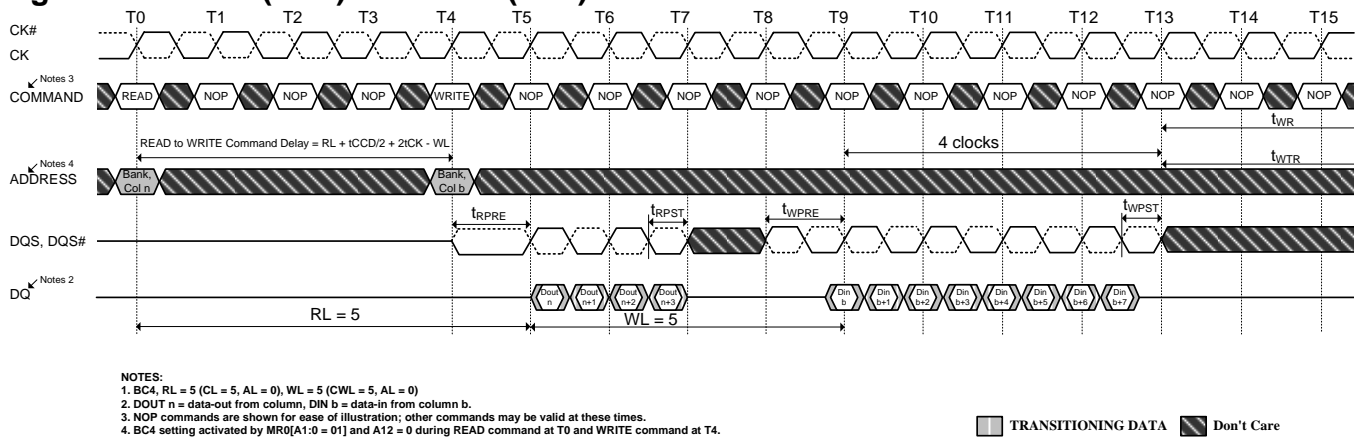 T0 T1 T2 T3 T4 T5 T6 T7 T8 T9 T10 T11 T12 T13 T14 T15
CK#
CK
Notes 3
COMMAND READ NOP NOP NOP WRITE NOP NOP NOP NOP NOP NOP NOP NOP NOP NOP NOP
READ to WRITE Command Delay = RL + tCCD/2 + 2tCK - WL
4 clocks
tWR
tWTR
Notes 4
ADDRESS
Bank, Col n
Bank, Col b
tRPRE tRPST tWPRE tWPST
DQS, DQS#
Notes 2
DQ
Dout n Dout n+1 Dout n+2 Dout n+3 Din b Din b+1 Din b+2 Din b+3 Din b+4 Din b+5 Din b+6 Din b+7
RL = 5 WL = 5
NOTES:
1. BC4, RL = 5 (CL = 5, AL = 0), WL = 5 (CWL = 5, AL = 0)
2. DOUT n = data-out from column, DIN b = data-in from column b.
3. NOP commands are shown for ease of illustration; other commands may be valid at these times.
4. BC4 setting activated by MR0[A1:0 = 01] and A12 = 0 during READ command at T0 and WRITE command at T4.
TRANSITIONING DATA Don't Care